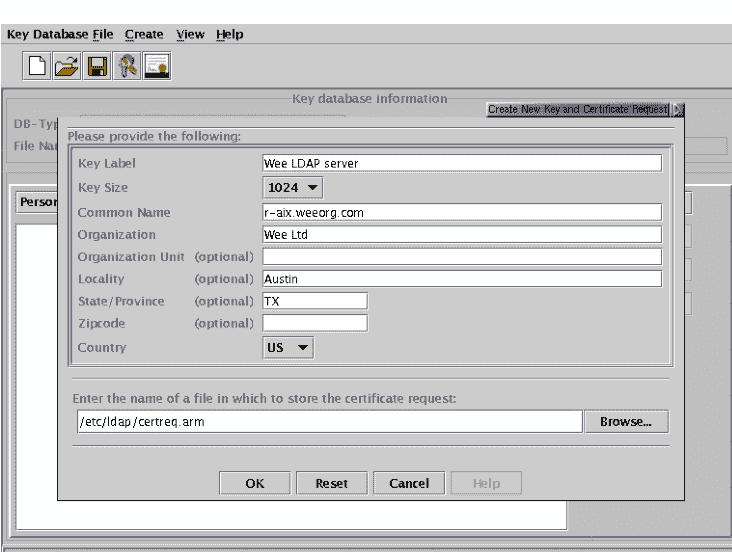 Key Database File Create View Help
Key database information
Create New Key and Certificate Request
DB-Typ
Please provide the following:
File Na
Key Label Wee LDAP server
Key Size 1024
Person
Common Name r-aix.weeorg.com
Organization Wee Ltd
Organization Unit (optional)
Locality (optional) Austin
State/Province (optional) TX
Zipcode (optional)
Country US
Enter the name of a file in which to store the certificate request:
/etc/ldap/certreq.arm Browse...
OK Reset Cancel Help